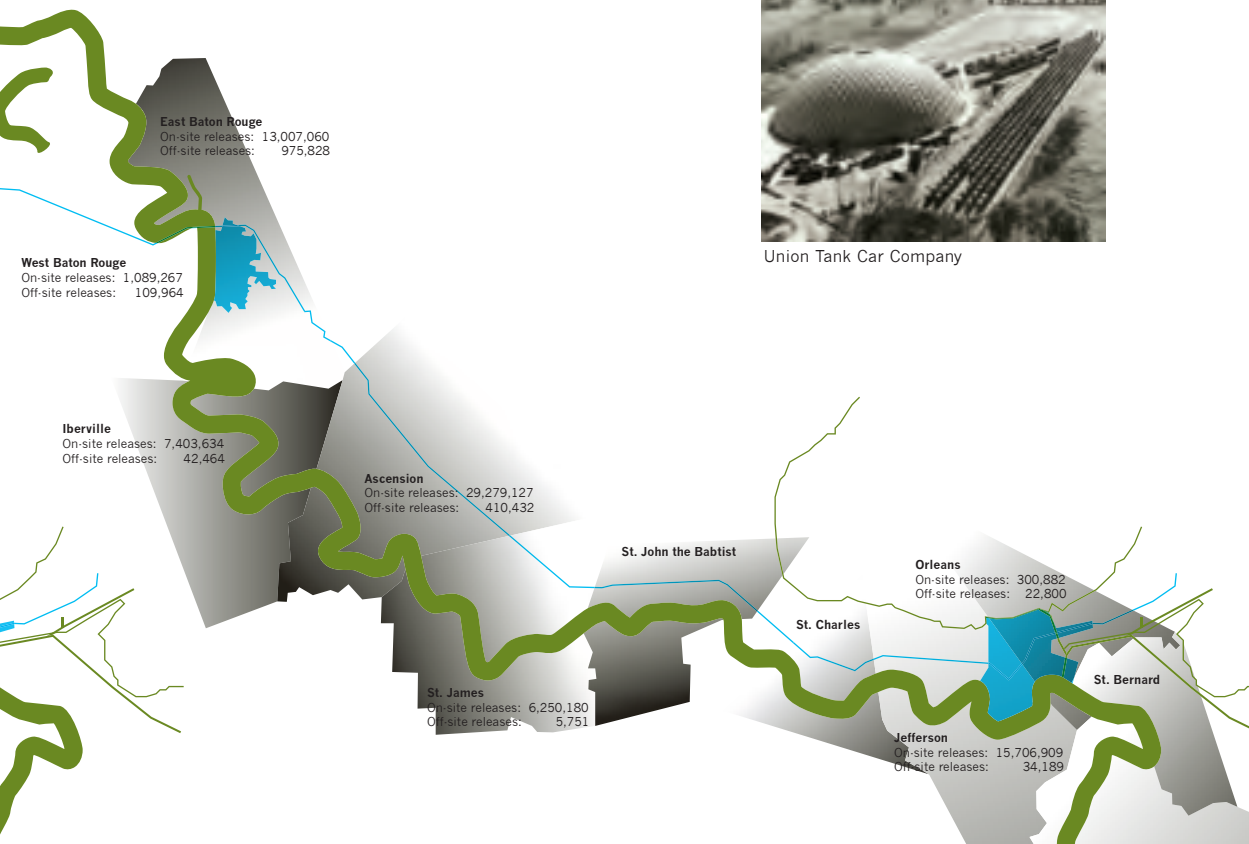 Union Tank Car Company
East Baton Rouge
On-site releases: 13,007,060
Off-site releases: 975,828
West Baton Rouge
On-site releases: 1,089,267
Off-site releases: 109,964
Iberville
On-site releases: 7,403,634
Off-site releases: 42,464
Ascension
On-site releases: 29,279,127
Off-site releases: 410,432
St. John the Babtist
Orleans
On-site releases: 300,882
Off-site releases: 22,800
St. Charles
St. Bernard
St. James
On-site releases: 6,250,180
Off-site releases: 5,751
Jefferson
On-site releases: 15,706,909
Off-site releases: 34,189